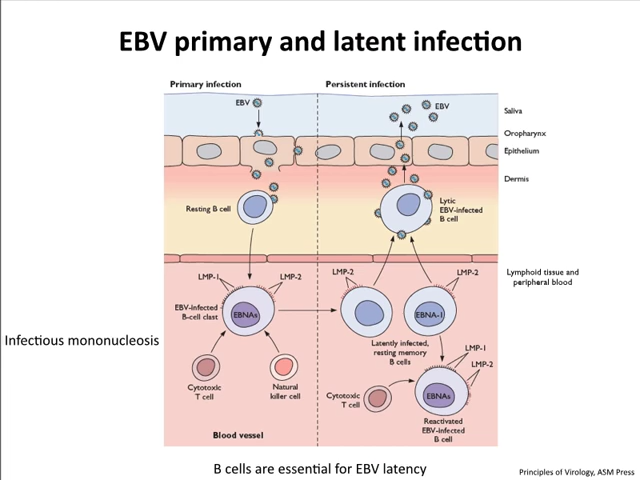 EBV primary and latent infection
Primary infection
Persistent infection
EBV
EBV
Saliva
Oropharynx
Epithelium
Dermis
Resting B cell
Lytic
EBV-infected
B cell
Lymphoid tissue and
peripheral blood
LMP-1
LMP-2
LMP-2
LMP-2
EBV-infected
B-cell clast
EBNAs
EBNA-1
Infectious mononucleosis
Latently infected,
resting memory
B cells
LMP-1
LMP-2
Cytotoxic
T cell
Natural
killer cell
Cytotoxic
T cell
EBNAs
Reactivated
EBV-infected
B cell
Blood vessel
B cells are essential for EBV latency
Principles of Virology, ASM Press